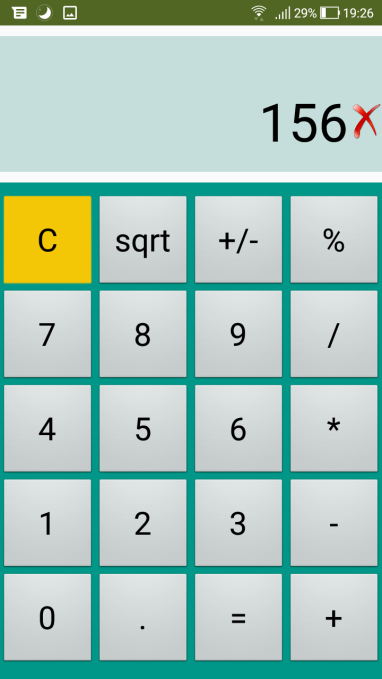 29% 19:26
156
C sqrt +/- %
7 8 9 /
4 5 6 *
1 2 3 -
0 . = +